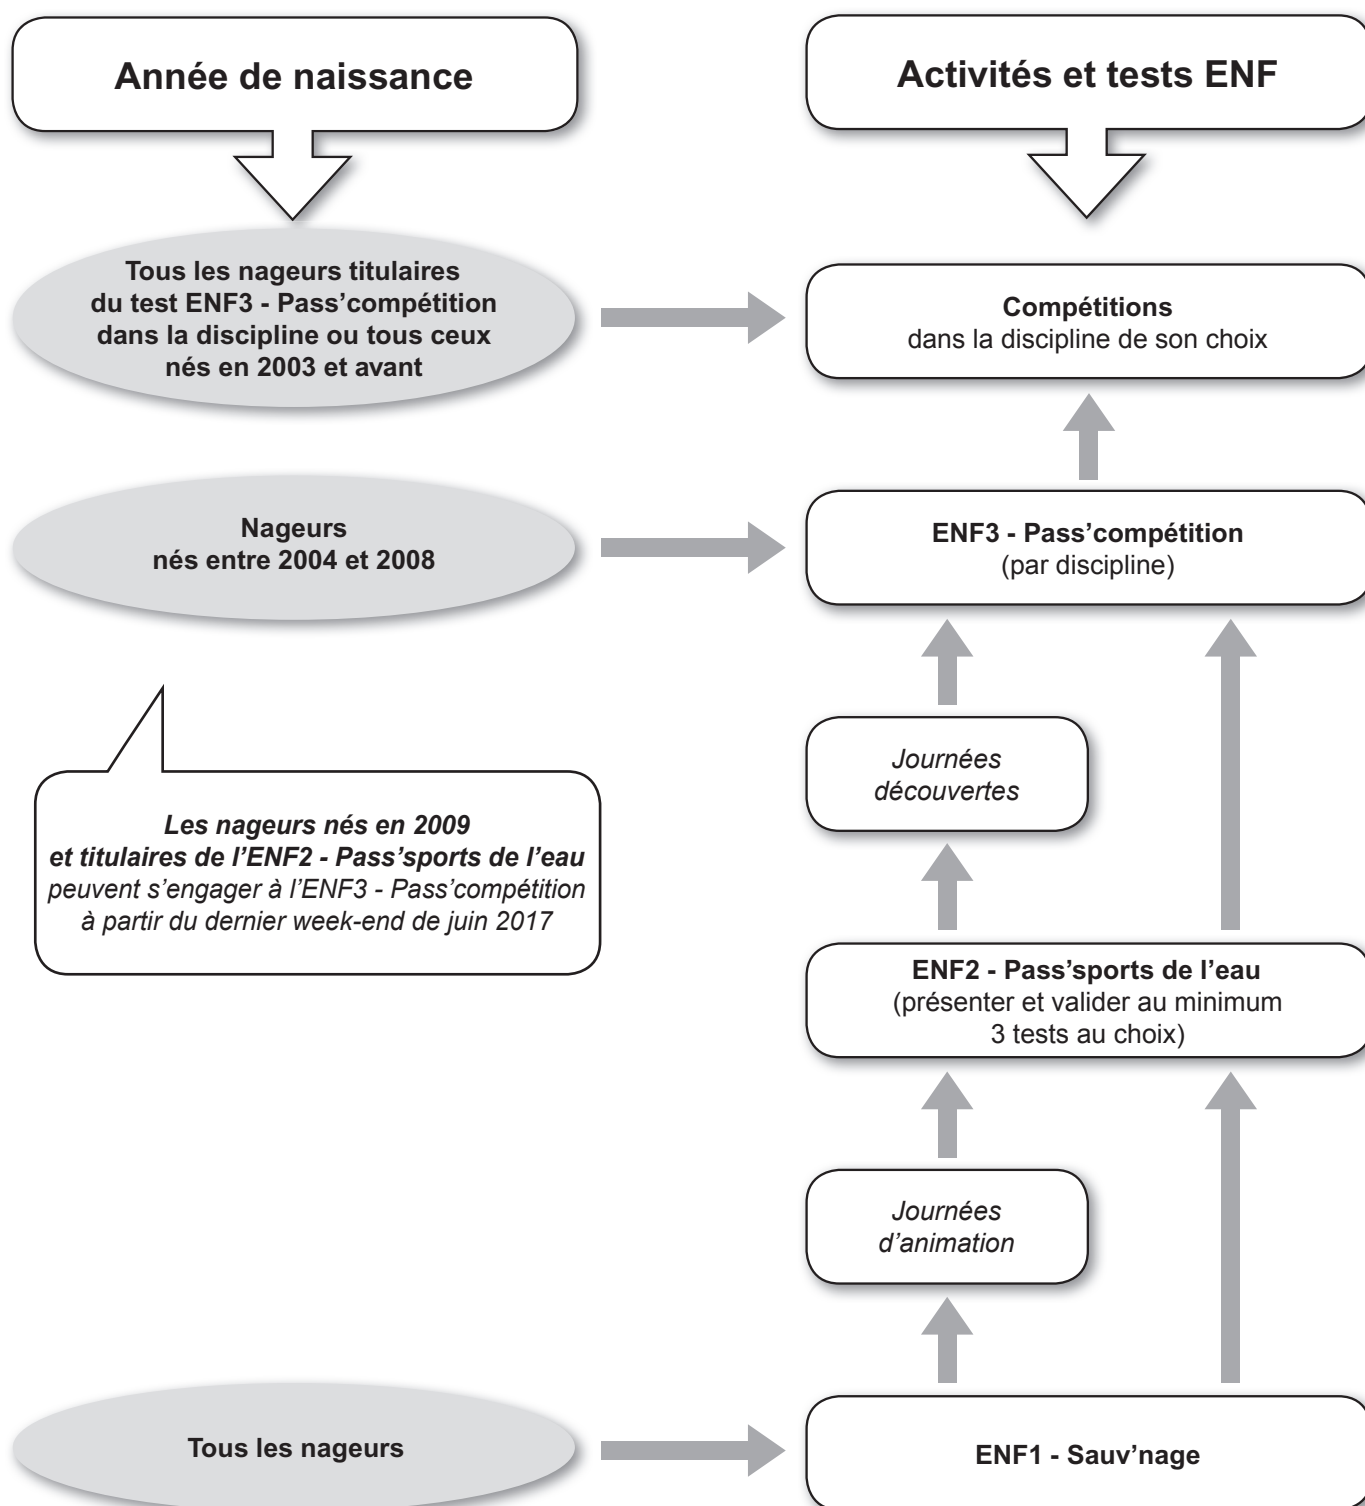 Année de naissance
Activités et tests ENF
Tous les nageurs titulaires
du test ENF3 - Pass'compétition
dans la discipline ou tous ceux
nés en 2003 et avant
Compétitions
dans la discipline de son choix
Nageurs
nés entre 2004 et 2008
ENF3 - Pass'compétition
(par discipline)
Les nageurs nés en 2009
et titulaires de l'ENF2 - Pass'sports de l'eau
peuvent s'engager à l'ENF3 - Pass'compétition
à partir du dernier week-end de juin 2017
Journées
découvertes
ENF2 - Pass'sports de l'eau
(présenter et valider au minimum
3 tests au choix)
Journées
d'animation
Tous les nageurs
ENF1 - Sauv'nage